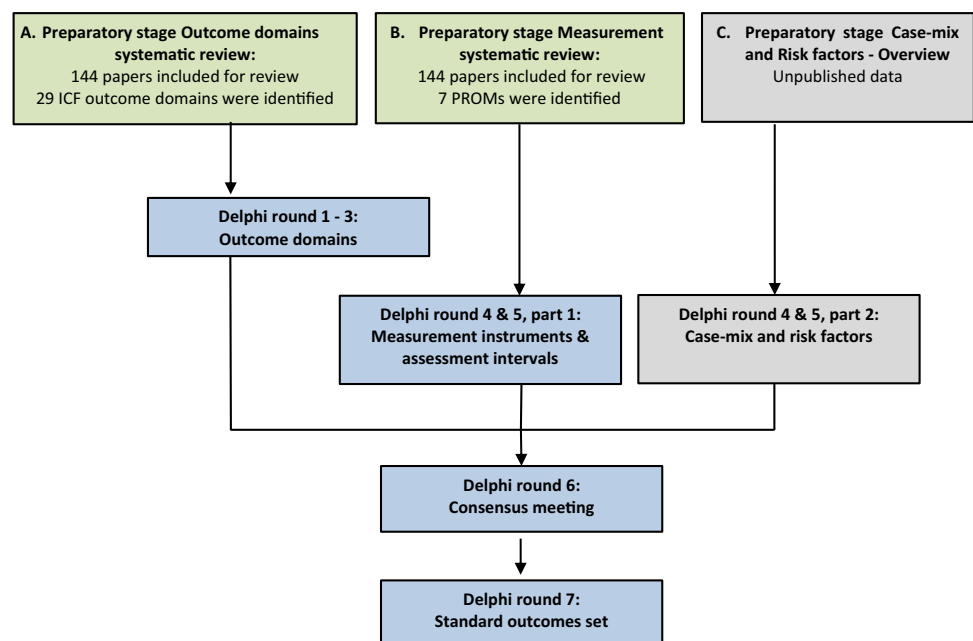 A. Preparatory stage Outcome domains
systematic review:
144 papers included for review
29 ICF outcome domains were identified
B. Preparatory stage Measurement
systematic review:
144 papers included for review
7 PROMs were identified
C. Preparatory stage Case-mix
and Risk factors - Overview
Unpublished data
Delphi round 1 - 3:
Outcome domains
Delphi round 4 & 5, part 1:
Measurement instruments &
assessment intervals
Delphi round 4 & 5, part 2:
Case-mix and risk factors
Delphi round 6:
Consensus meeting
Delphi round 7:
Standard outcomes set